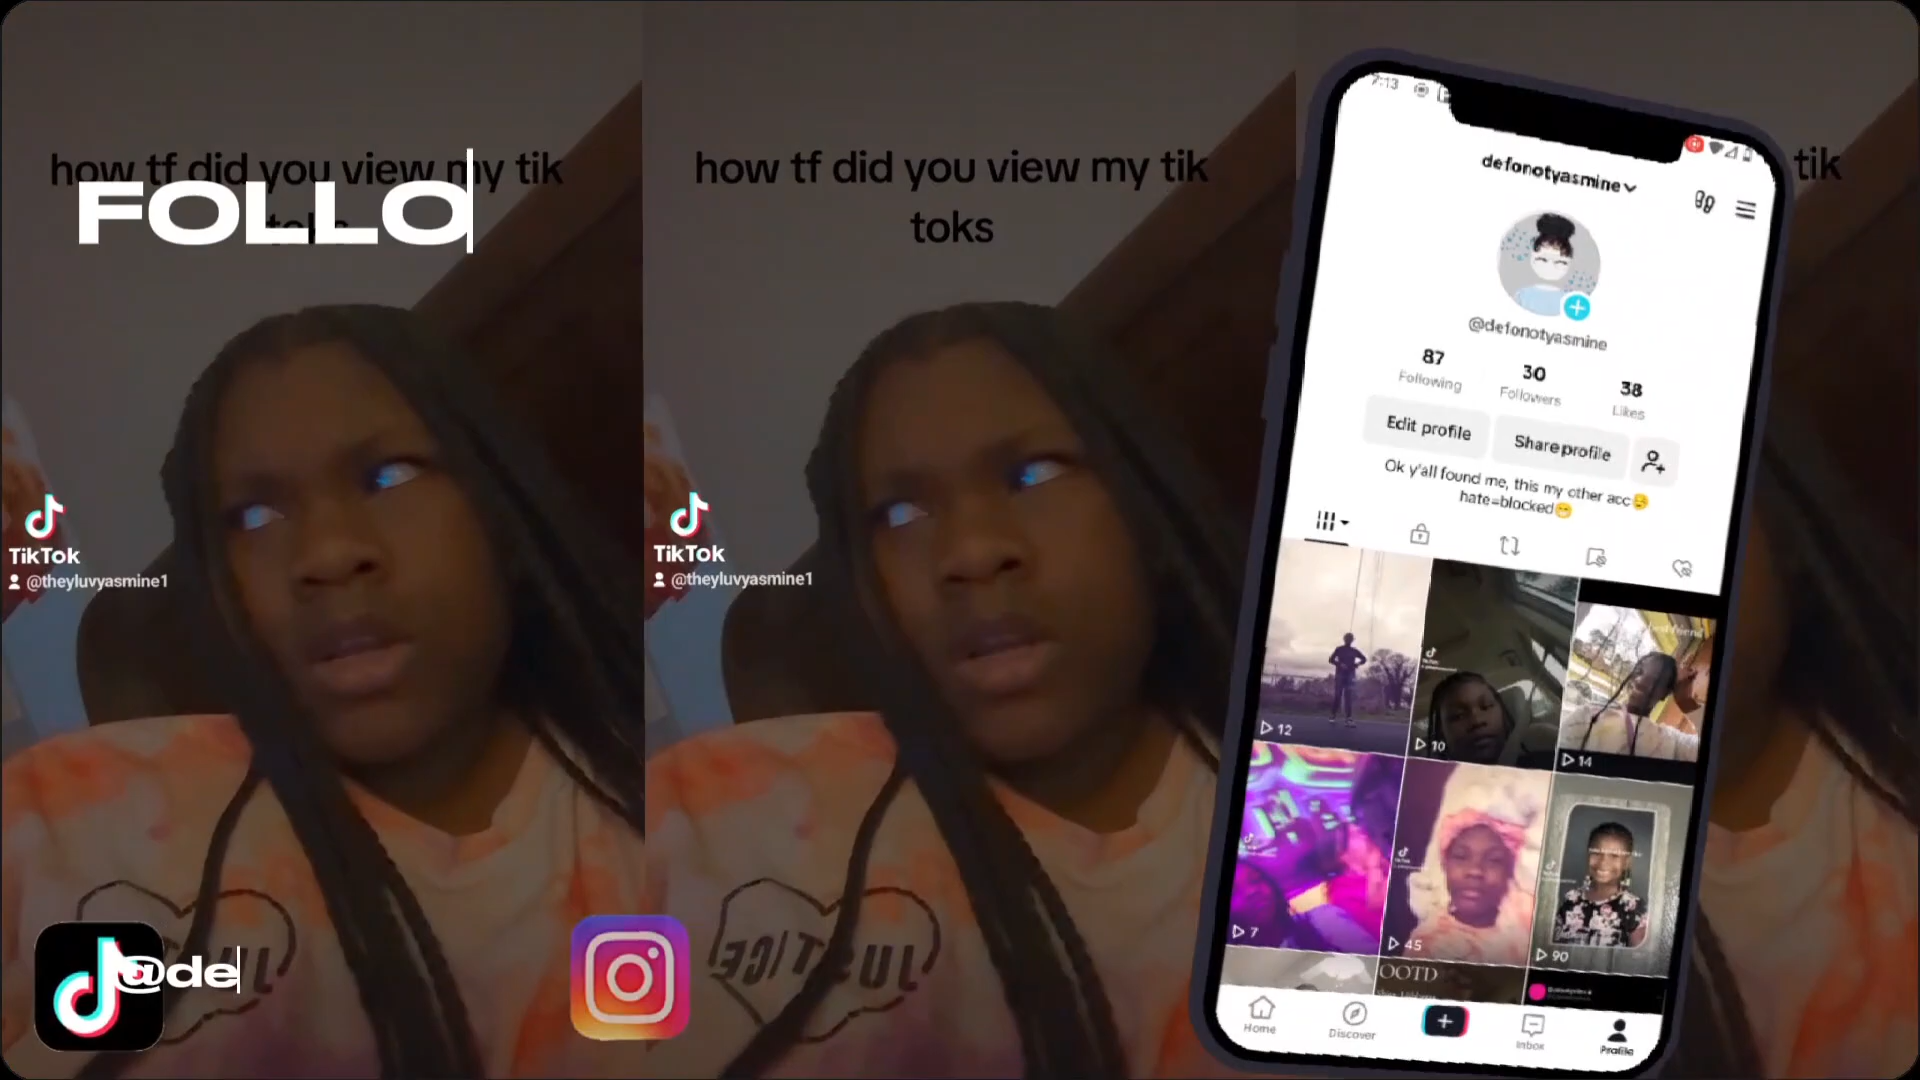 how tf did you view my tik
FOLLO
TikTok
@theyluvyasmine1
@de
how tf did you view my tik
toks
TikTok
@theyluvyasmine1
tik
7:13
defonotyasmine
@defonotyasmine
87 30 38
Following Followers Likes
Edit profile Share profile
Ok y'all found me, this my other acc😌
hate=blocked😁
12
10
14
7
45
90
OOTD
Home Discover Inbox Profile